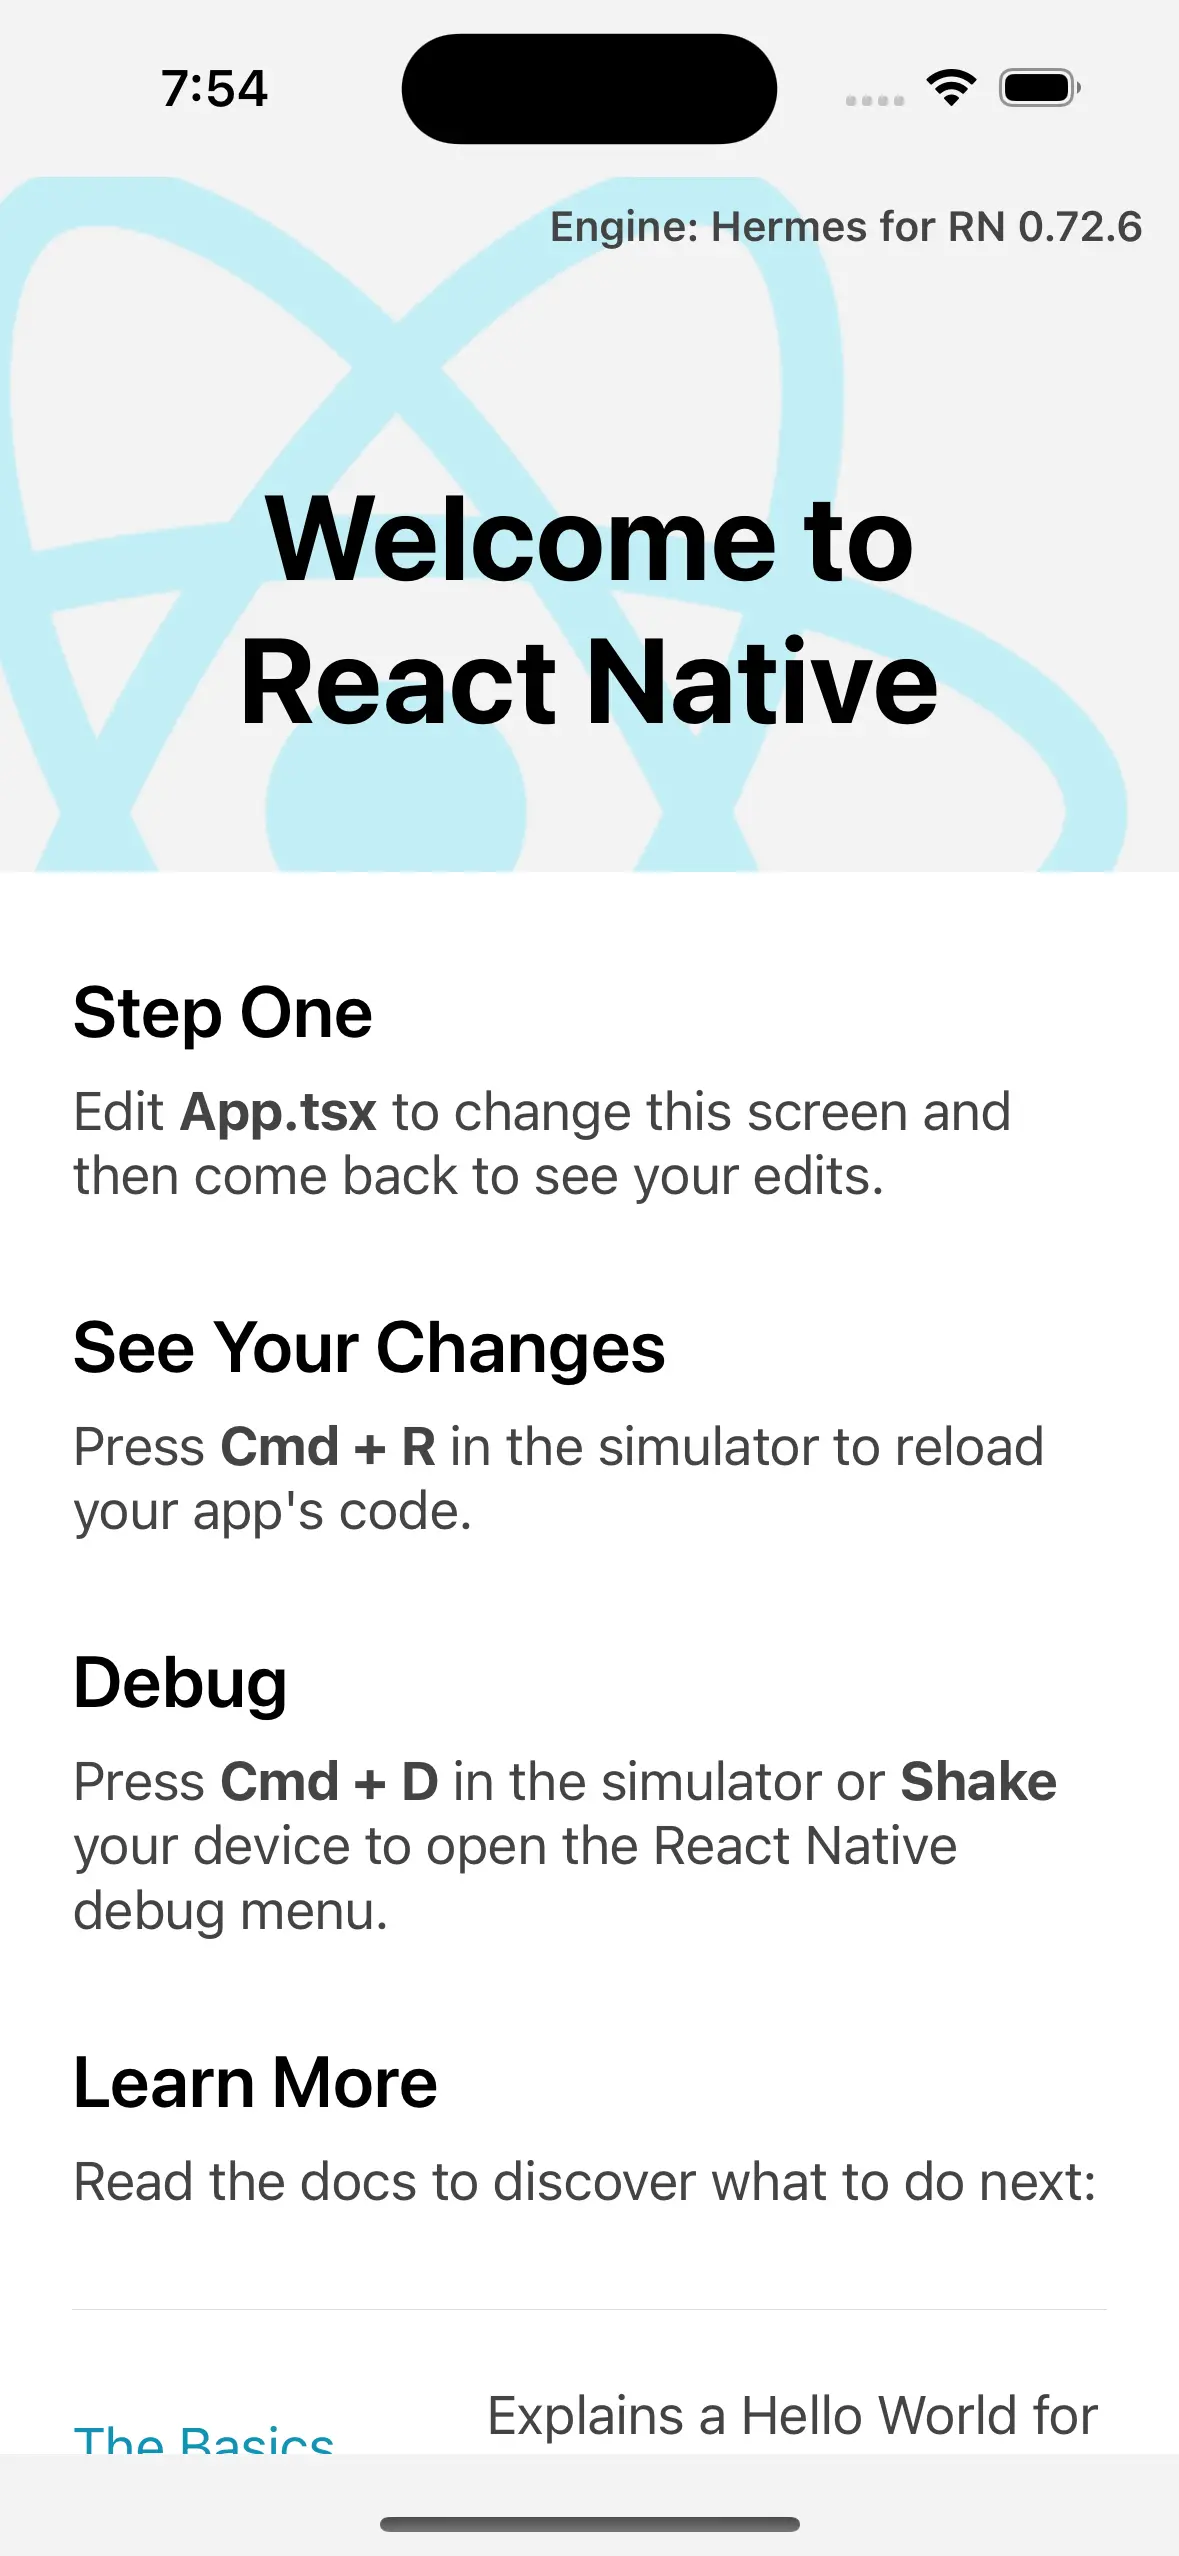 7:54
Engine: Hermes for RN 0.72.6
Welcome to
React Native
Step One
Edit App.tsx to change this screen and
then come back to see your edits.
See Your Changes
Press Cmd + R in the simulator to reload
your app's code.
Debug
Press Cmd + D in the simulator or Shake
your device to open the React Native
debug menu.
Learn More
Read the docs to discover what to do next:
The Basics
Explains a Hello World for